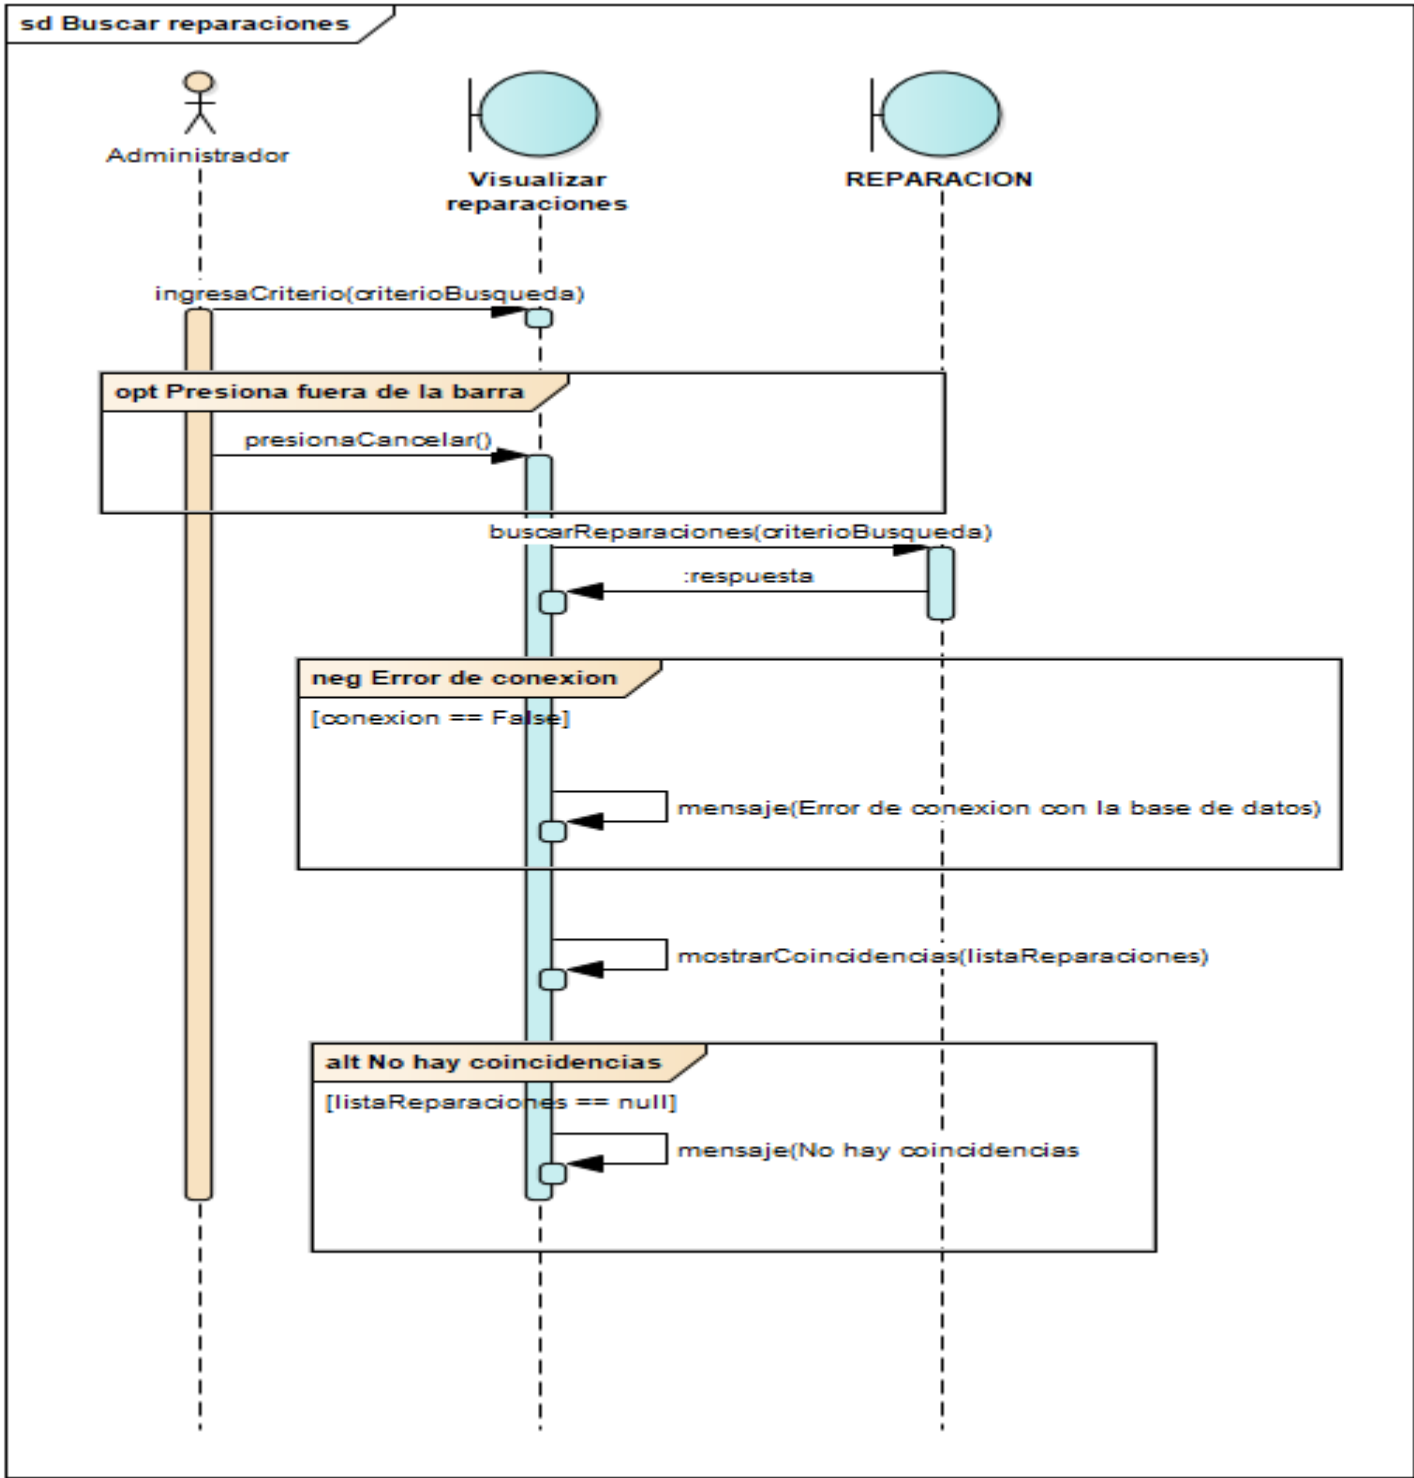 sd Buscar reparaciones
Administrador
Visualizar
reparaciones
REPARACION
ingresaCriterio(criterioBusqueda)
opt Presiona fuera de la barra
presionaCancelar()
buscarReparaciones(criterioBusqueda)
:respuesta
neg Error de conexion
[conexion == False]
mensaje(Error de conexion con la base de datos)
mostrarCoincidencias(listaReparaciones)
alt No hay coincidencias
[listaReparaciones == null]
mensaje(No hay coincidencias